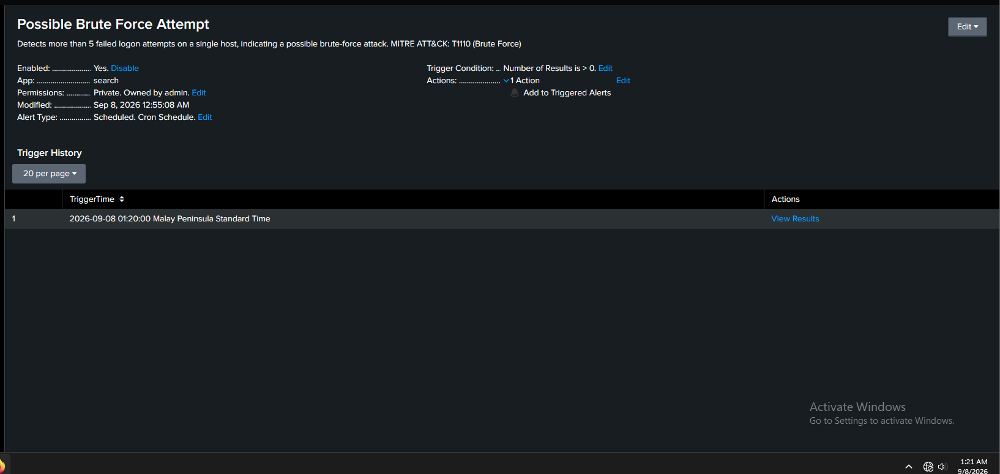 Possible Brute Force Attempt
Edit
Detects more than 5 failed logon attempts on a single host, indicating a possible brute-force attack. MITRE ATT&CK: T1110 (Brute Force)
Enabled: ................... Yes. Disable
App: .......................... search
Permissions: ............ Private. Owned by admin. Edit
Modified: .................. Sep 8, 2026 12:55:08 AM
Alert Type: ................ Scheduled. Cron Schedule. Edit
Trigger Condition: .. Number of Results is > 0. Edit
Actions: ..................... 1 Action Edit
Add to Triggered Alerts
Trigger History
20 per page
TriggerTime Actions
1 2026-09-08 01:20:00 Malay Peninsula Standard Time View Results
Activate Windows
Go to Settings to activate Windows.
1:21 AM
9/8/2026